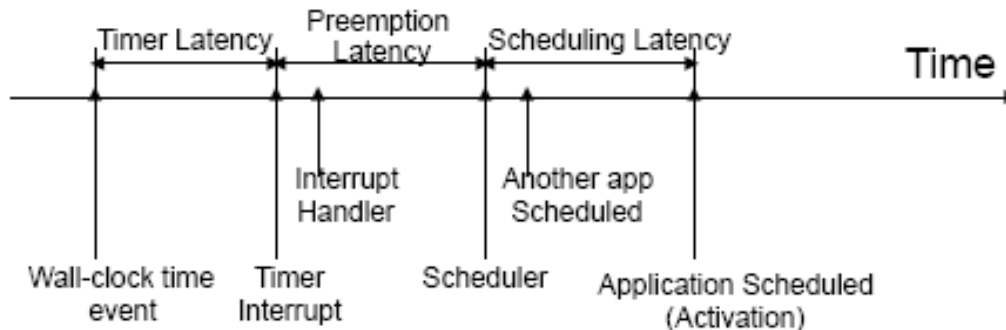 Timer Latency
Preemption
Latency
Scheduling Latency
Time
Interrupt
Handler
Another app
Scheduled
Wall-clock time
event
Timer
Interrupt
Scheduler
Application Scheduled
(Activation)